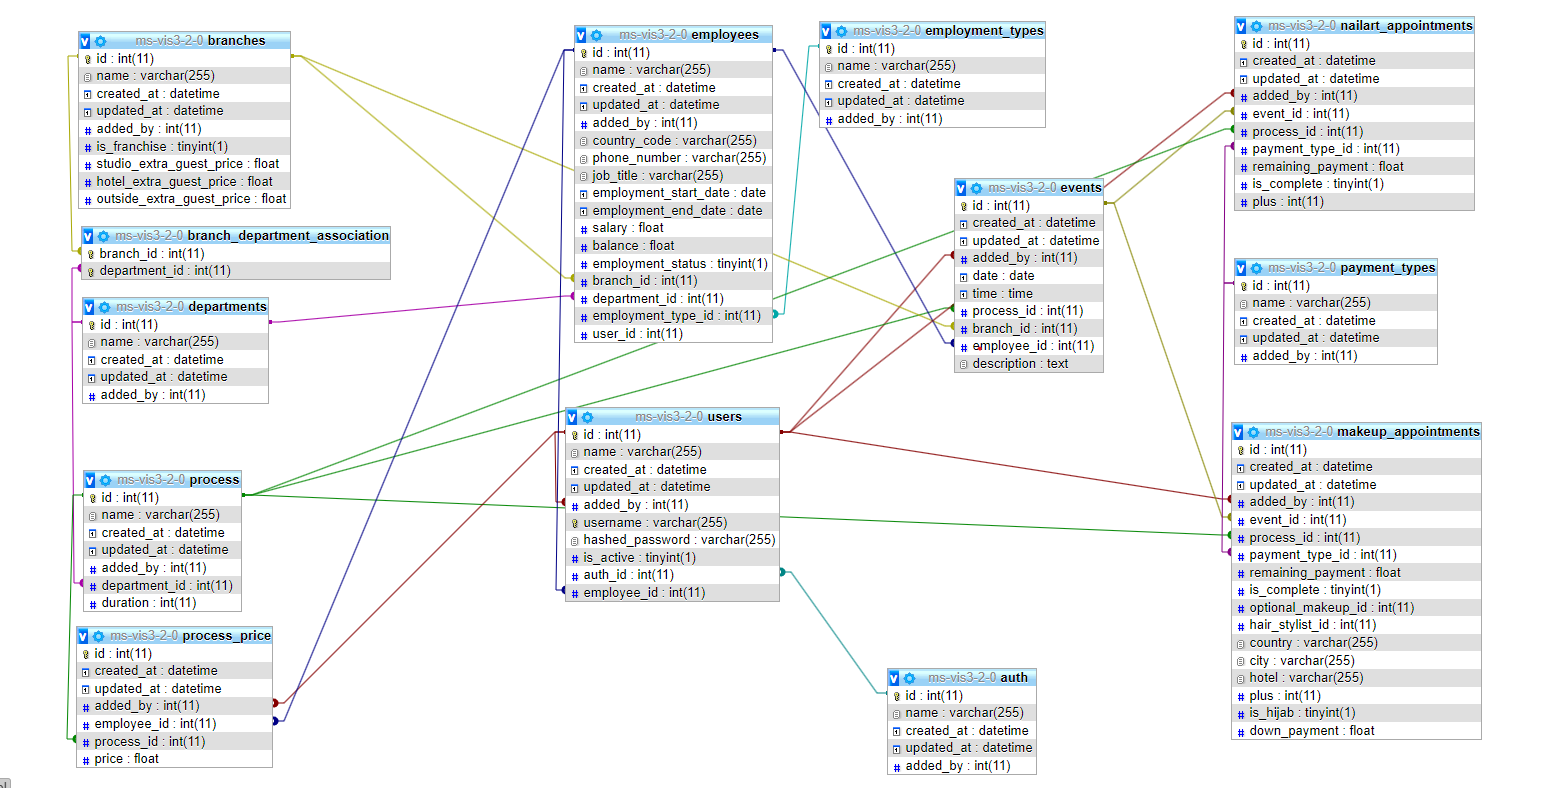 ms-vis3-2-0 branches
id : int(11)
name : varchar(255)
created_at : datetime
updated_at : datetime
added_by : int(11)
is_franchise : tinyint(1)
studio_extra_guest_price : float
hotel_extra_guest_price : float
outside_extra_guest_price : float
ms-vis3-2-0 branch_department_association
branch_id : int(11)
department_id : int(11)
ms-vis3-2-0 departments
id : int(11)
name : varchar(255)
created_at : datetime
updated_at : datetime
added_by : int(11)
ms-vis3-2-0 process
id : int(11)
name : varchar(255)
created_at : datetime
updated_at : datetime
added_by : int(11)
department_id : int(11)
duration : int(11)
ms-vis3-2-0 process_price
id : int(11)
created_at : datetime
updated_at : datetime
added_by : int(11)
employee_id : int(11)
process_id : int(11)
price : float
ms-vis3-2-0 employees
id : int(11)
name : varchar(255)
created_at : datetime
updated_at : datetime
added_by : int(11)
country_code : varchar(255)
phone_number : varchar(255)
job_title : varchar(255)
employment_start_date : date
employment_end_date : date
salary : float
balance : float
employment_status : tinyint(1)
branch_id : int(11)
department_id : int(11)
employment_type_id : int(11)
user_id : int(11)
ms-vis3-2-0 users
id : int(11)
name : varchar(255)
created_at : datetime
updated_at : datetime
added_by : int(11)
username : varchar(255)
hashed_password : varchar(255)
is_active : tinyint(1)
auth_id : int(11)
employee_id : int(11)
ms-vis3-2-0 employment_types
id : int(11)
name : varchar(255)
created_at : datetime
updated_at : datetime
added_by : int(11)
ms-vis3-2-0 events
id : int(11)
created_at : datetime
updated_at : datetime
added_by : int(11)
date : date
time : time
process_id : int(11)
branch_id : int(11)
employee_id : int(11)
description : text
ms-vis3-2-0 auth
id : int(11)
name : varchar(255)
created_at : datetime
updated_at : datetime
added_by : int(11)
ms-vis3-2-0 nailart_appointments
id : int(11)
created_at : datetime
updated_at : datetime
added_by : int(11)
event_id : int(11)
process_id : int(11)
payment_type_id : int(11)
remaining_payment : float
is_complete : tinyint(1)
plus : int(11)
ms-vis3-2-0 payment_types
id : int(11)
name : varchar(255)
created_at : datetime
updated_at : datetime
added_by : int(11)
ms-vis3-2-0 makeup_appointments
id : int(11)
created_at : datetime
updated_at : datetime
added_by : int(11)
event_id : int(11)
process_id : int(11)
payment_type_id : int(11)
remaining_payment : float
is_complete : tinyint(1)
optional_makeup_id : int(11)
hair_stylist_id : int(11)
country : varchar(255)
city : varchar(255)
hotel : varchar(255)
plus : int(11)
is_hijab : tinyint(1)
down_payment : float